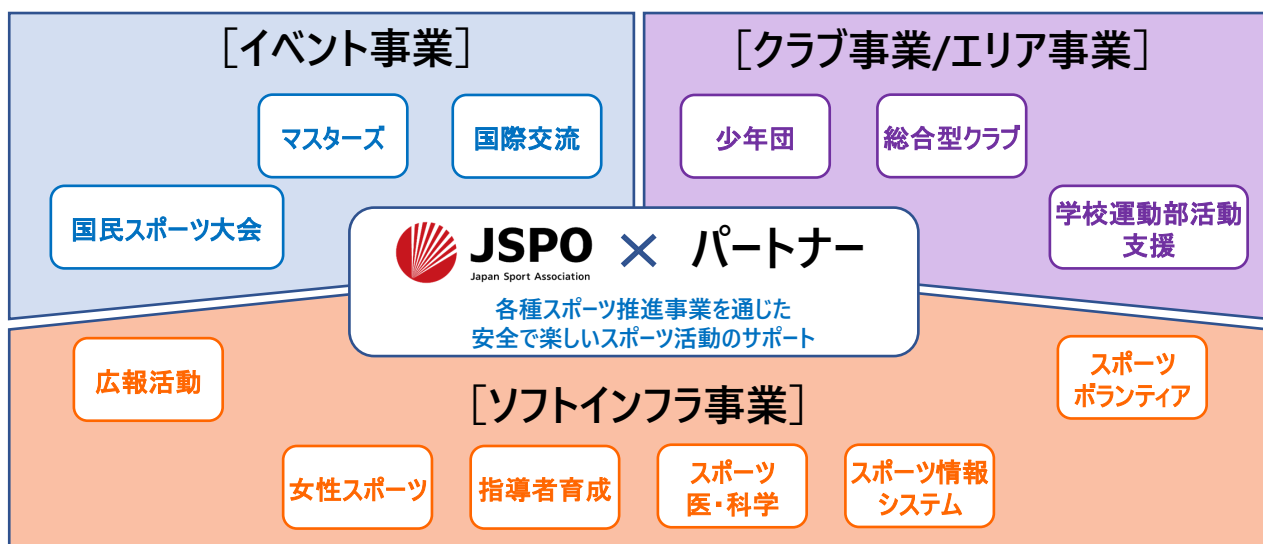 [イベント事業]
マスターズ
国際交流
国民スポーツ大会
[クラブ事業/エリア事業]
少年団
総合型クラブ
学校運動部活動
支援
JSPO × パートナー
Japan Sport Association
各種スポーツ推進事業を通じた
安全で楽しいスポーツ活動のサポート
[ソフトインフラ事業]
広報活動
女性スポーツ
指導者育成
スポーツ
医・科学
スポーツ情報
システム
スポーツ
ボランティア